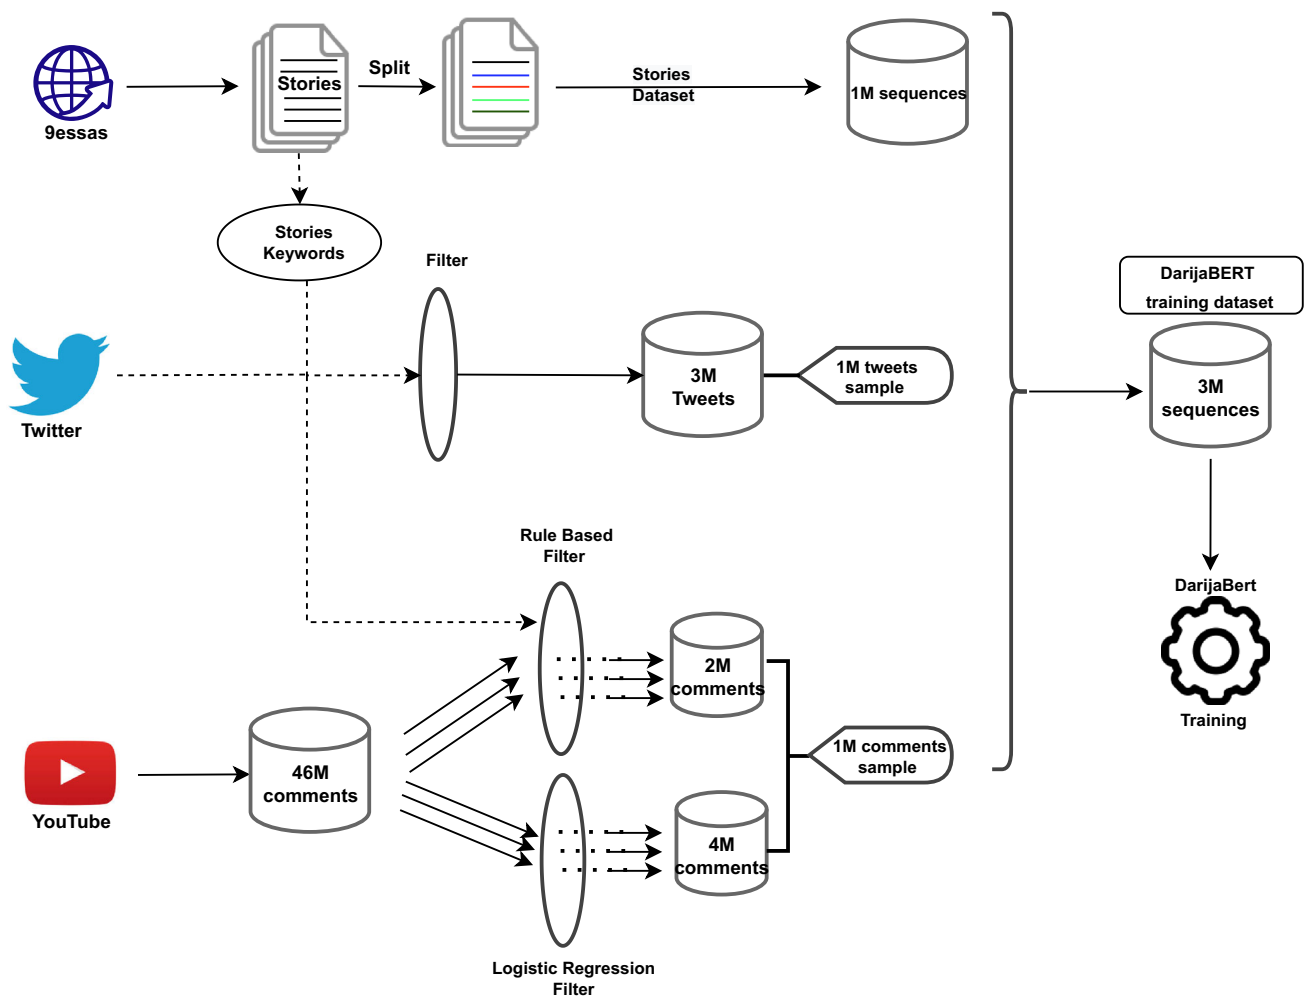 9essas
Stories
Split
Stories
Dataset
1M sequences
Stories
Keywords
Filter
Twitter
3M
Tweets
1M tweets
sample
DarijaBERT
training dataset
3M
sequences
DarijaBert
Training
Rule Based
Filter
2M
comments
YouTube
46M
comments
1M comments
sample
4M
comments
Logistic Regression
Filter